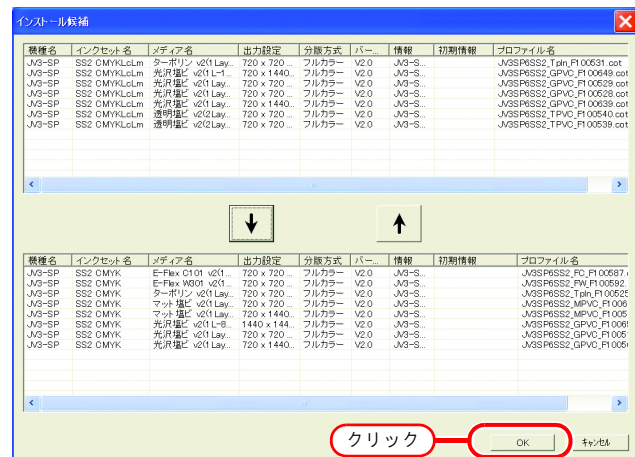 インストール候補
機種名 インクセット名 メディア名 出力設定 分版方式 バー... 情報 初期情報 プロファイル名
JV3-SP SS2 CMYKLcLm ターポリン v2(1 Lay... 720 x 720 ... フルカラー V2.0 JV3-S... JV3SP6SS2_Tpln_F100531.cot
JV3-SP SS2 CMYKLcLm 光沢塩ビ v2(1 L-1... 720 x 1440... フルカラー V2.0 JV3-S... JV3SP6SS2_GPVC_F100649.cot
JV3-SP SS2 CMYKLcLm 光沢塩ビ v2(1 Lay... 720 x 720 ... フルカラー V2.0 JV3-S... JV3SP6SS2_GPVC_F100529.cot
JV3-SP SS2 CMYKLcLm 光沢塩ビ v2(1 Lay... 720 x 720 ... フルカラー V2.0 JV3-S... JV3SP6SS2_GPVC_F100528.cot
JV3-SP SS2 CMYKLcLm 光沢塩ビ v2(1 Lay... 720 x 1440... フルカラー V2.0 JV3-S... JV3SP6SS2_GPVC_F100639.cot
JV3-SP SS2 CMYKLcLm 透明塩ビ v2(2Lay... 720 x 720 ... フルカラー V2.0 JV3-S... JV3SP6SS2_TPVC_F100540.cot
JV3-SP SS2 CMYKLcLm 透明塩ビ v2(2Lay... 720 x 720 ... フルカラー V2.0 JV3-S... JV3SP6SS2_TPVC_F100539.cot
機種名 インクセット名 メディア名 出力設定 分版方式 バー... 情報 初期情報 プロファイル名
JV3-SP SS2 CMYK E-Flex C101 v2(1... 720 x 720 ... フルカラー V2.0 JV3-S... JV3SP6SS2_FC_F100587.
JV3-SP SS2 CMYK E-Flex W301 v2(1... 720 x 720 ... フルカラー V2.0 JV3-S... JV3SP6SS2_FW_F100592.
JV3-SP SS2 CMYK ターポリン v2(1 Lay... 720 x 720 ... フルカラー V2.0 JV3-S... JV3SP6SS2_Tpln_F100525
JV3-SP SS2 CMYK マット塩ビ v2(1 Lay... 720 x 720 ... フルカラー V2.0 JV3-S... JV3SP6SS2_MPVC_F1006
JV3-SP SS2 CMYK マット塩ビ v2(1 Lay... 720 x 1440... フルカラー V2.0 JV3-S... JV3SP6SS2_MPVC_F1005
JV3-SP SS2 CMYK 光沢塩ビ v2(1 L-8... 1440 x 144... フルカラー V2.0 JV3-S... JV3SP6SS2_GPVC_F1006
JV3-SP SS2 CMYK 光沢塩ビ v2(1 Lay... 720 x 720 ... フルカラー V2.0 JV3-S... JV3SP6SS2_GPVC_F1005
JV3-SP SS2 CMYK 光沢塩ビ v2(1 Lay... 720 x 1440... フルカラー V2.0 JV3-S... JV3SP6SS2_GPVC_F1005
クリック OK キャンセル